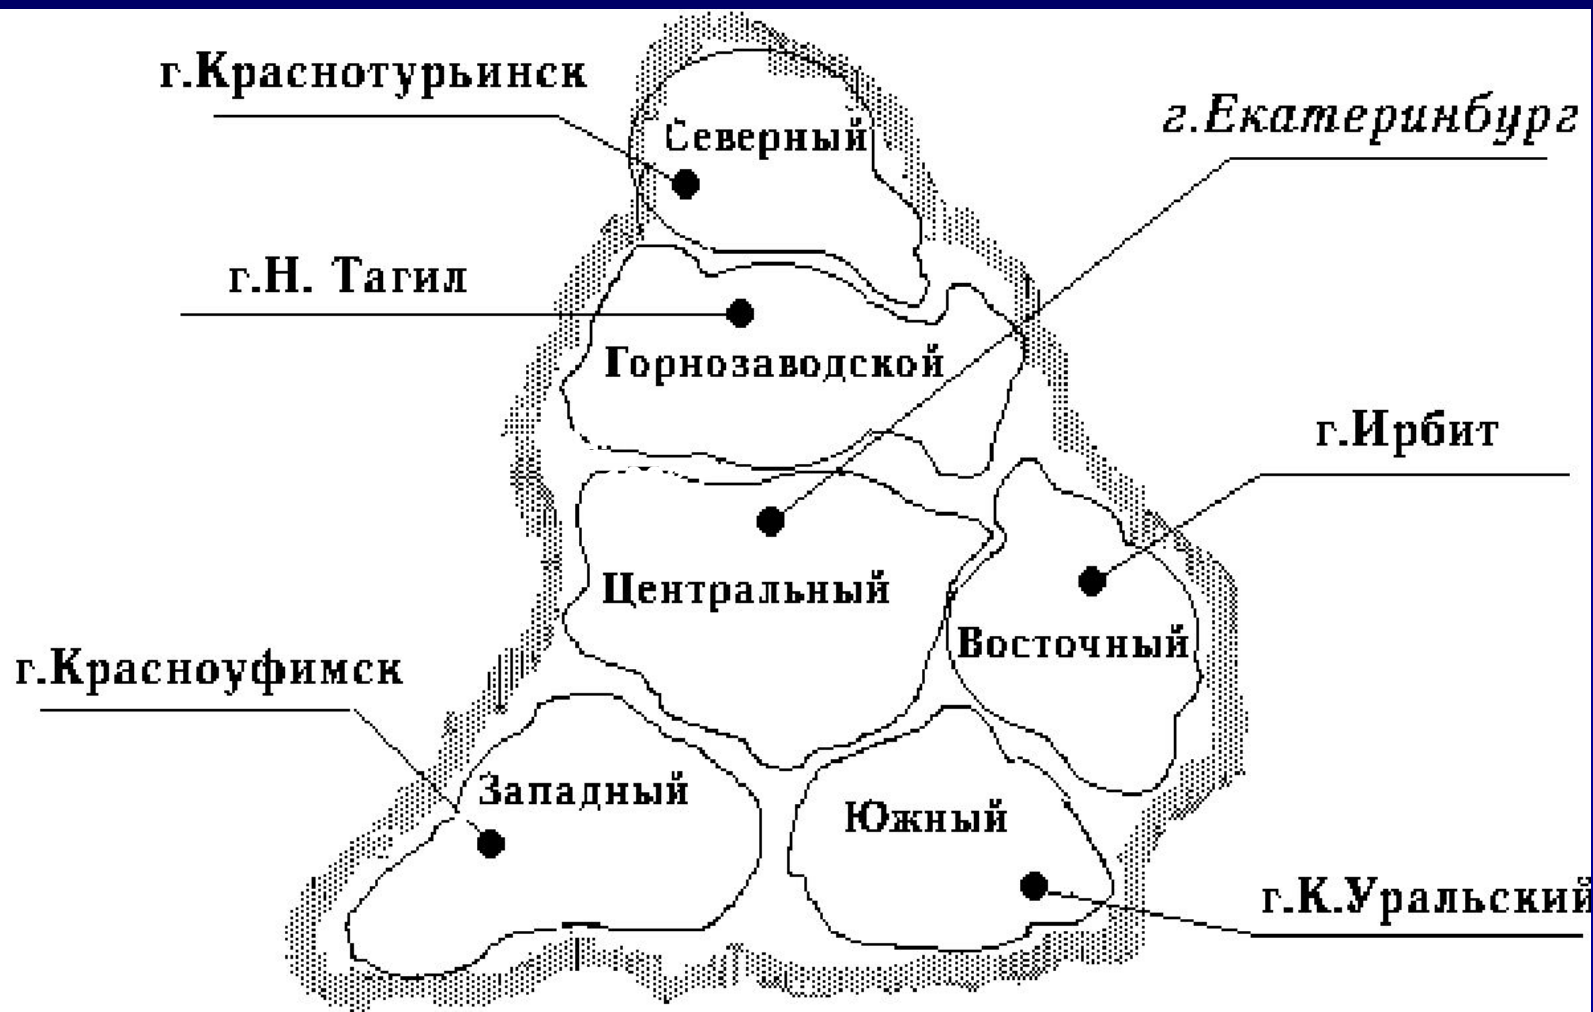 г.Краснотурьинск
г.Екатеринбург
Северный
г.Н. Тагил
Горнозаводской
г.Ирбит
Центральный
Восточный
г.Красноуфимск
Западный
Южный
г.К.Уральский